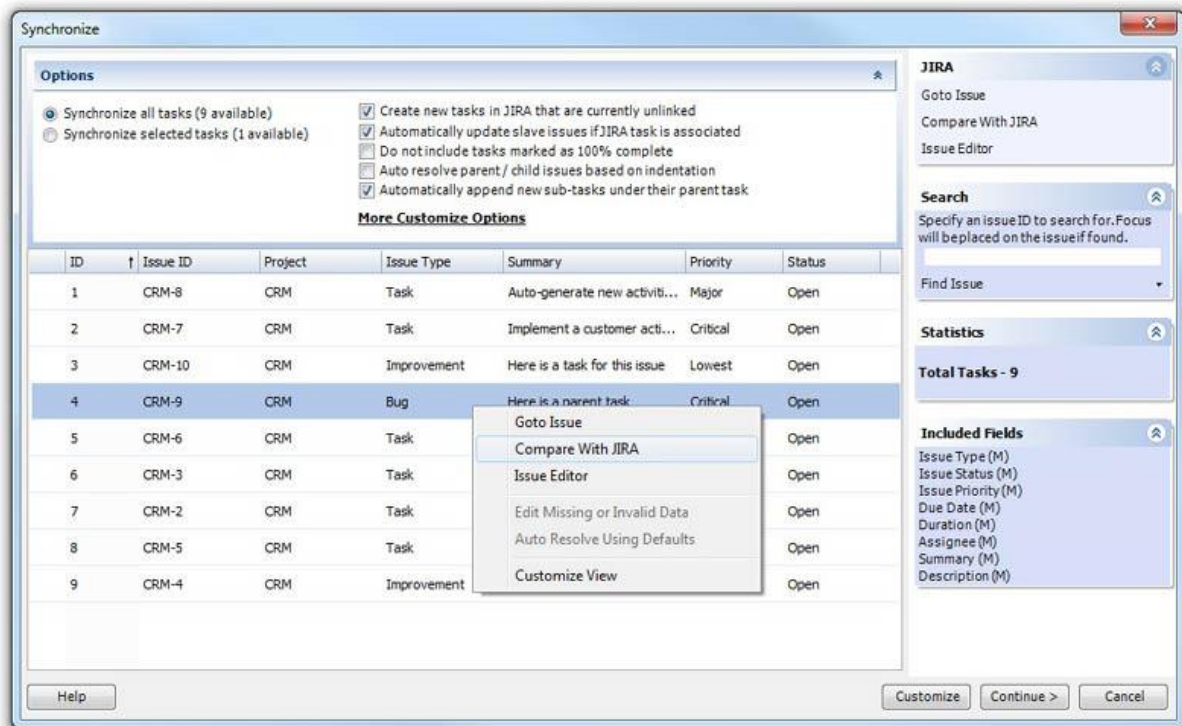 Synchronize
Options
Synchronize all tasks (9 available)
Synchronize selected tasks (1 available)
Create new tasks in JIRA that are currently unlinked
Automatically update slave issues if JIRA task is associated
Do not include tasks marked as 100% complete
Auto resolve parent / child issues based on indentation
Automatically append new sub-tasks under their parent task
More Customize Options
ID Issue ID Project Issue Type Summary Priority Status
1 CRM-8 CRM Task Auto-generate new activiti... Major Open
2 CRM-7 CRM Task Implement a customer acti... Critical Open
3 CRM-10 CRM Improvement Here is a task for this issue Lowest Open
4 CRM-9 CRM Bug Here is a parent task Critical Open
5 CRM-6 CRM Task Open
6 CRM-3 CRM Task Open
7 CRM-2 CRM Task Open
8 CRM-5 CRM Task Open
9 CRM-4 CRM Improvement Open
Goto Issue
Compare With JIRA
Issue Editor
Edit Missing or Invalid Data
Auto Resolve Using Defaults
Customize View
JIRA
Goto Issue
Compare With JIRA
Issue Editor
Search
Specify an issue ID to search for. Focus
will be placed on the issue if found.
Find Issue
Statistics
Total Tasks - 9
Included Fields
Issue Type (M)
Issue Status (M)
Issue Priority (M)
Due Date (M)
Duration (M)
Assignee (M)
Summary (M)
Description (M)
Help
Customize
Continue >
Cancel